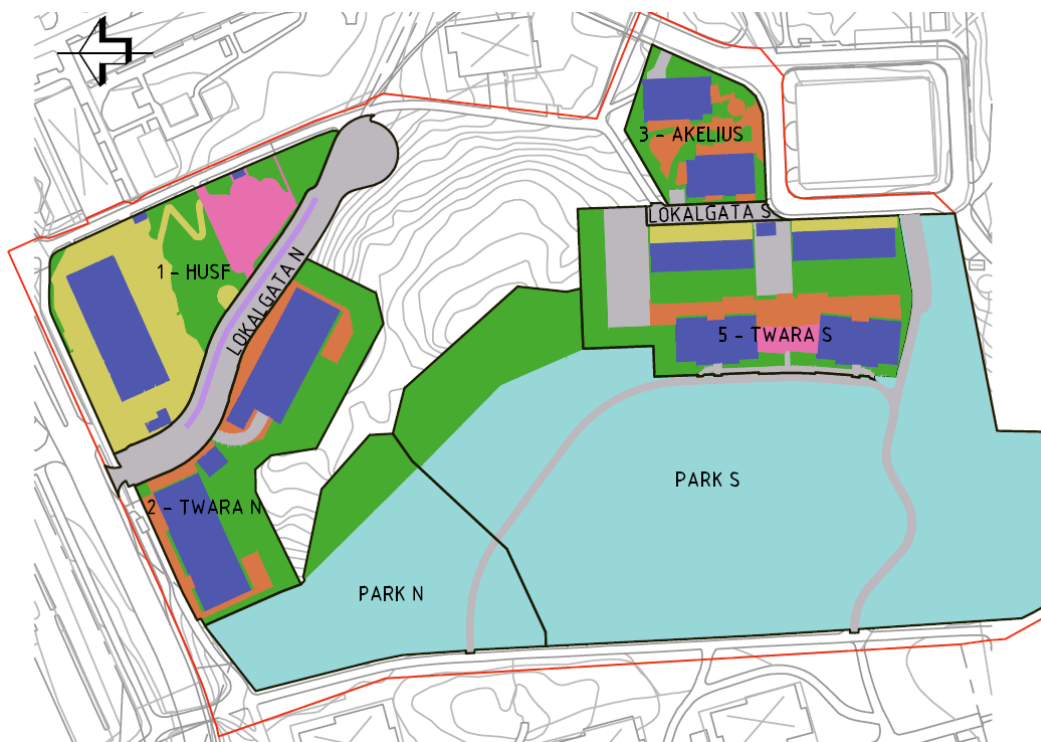 3 - AKELIUS
LOKALGATA S
1 - HUSF
LOKALGATA N
5 - TWARA S
PARK S
2 - TWARA N
PARK N